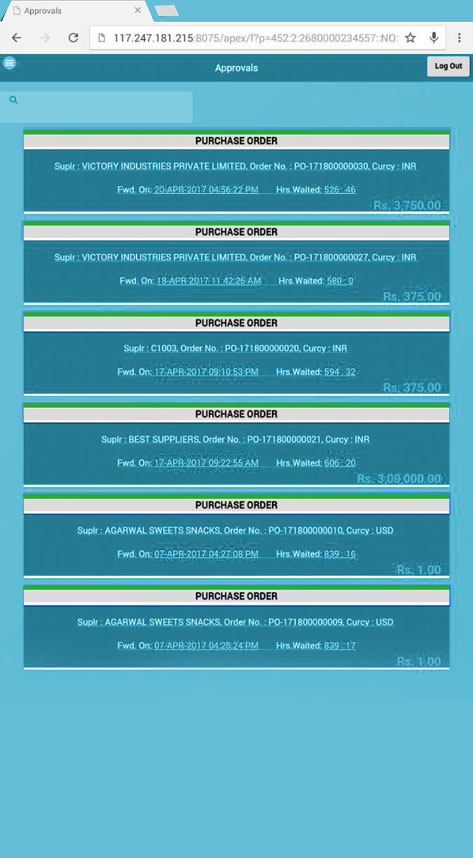 Approvals
117.247.181.215:8075/apex/f?p=452:2:2680000234557::NO:
Approvals
Log Out
PURCHASE ORDER
Suplr : VICTORY INDUSTRIES PRIVATE LIMITED, Order No. : PO-171800000030, Curcy : INR
Fwd. On: 20-APR-2017 04:56:22 PM Hrs.Waited: 526 : 46
Rs. 3,750.00
PURCHASE ORDER
Suplr : VICTORY INDUSTRIES PRIVATE LIMITED, Order No. : PO-171800000027, Curcy : INR
Fwd. On: 18-APR-2017 11:42:26 AM Hrs.Waited: 580 : 0
Rs. 375.00
PURCHASE ORDER
Suplr : C1003, Order No. : PO-171800000020, Curcy : INR
Fwd. On: 17-APR-2017 09:10:53 PM Hrs.Waited: 594 : 32
Rs. 375.00
PURCHASE ORDER
Suplr : BEST SUPPLIERS, Order No. : PO-171800000021, Curcy : INR
Fwd. On: 17-APR-2017 09:22:55 AM Hrs.Waited: 606 : 20
Rs. 3,00,000.00
PURCHASE ORDER
Suplr : AGARWAL SWEETS SNACKS, Order No. : PO-171800000010, Curcy : USD
Fwd. On: 07-APR-2017 04:27:08 PM Hrs.Waited: 839 : 16
Rs. 1.00
PURCHASE ORDER
Suplr : AGARWAL SWEETS SNACKS, Order No. : PO-171800000009, Curcy : USD
Fwd. On: 07-APR-2017 04:25:24 PM Hrs.Waited: 839 : 17
Rs. 1.00